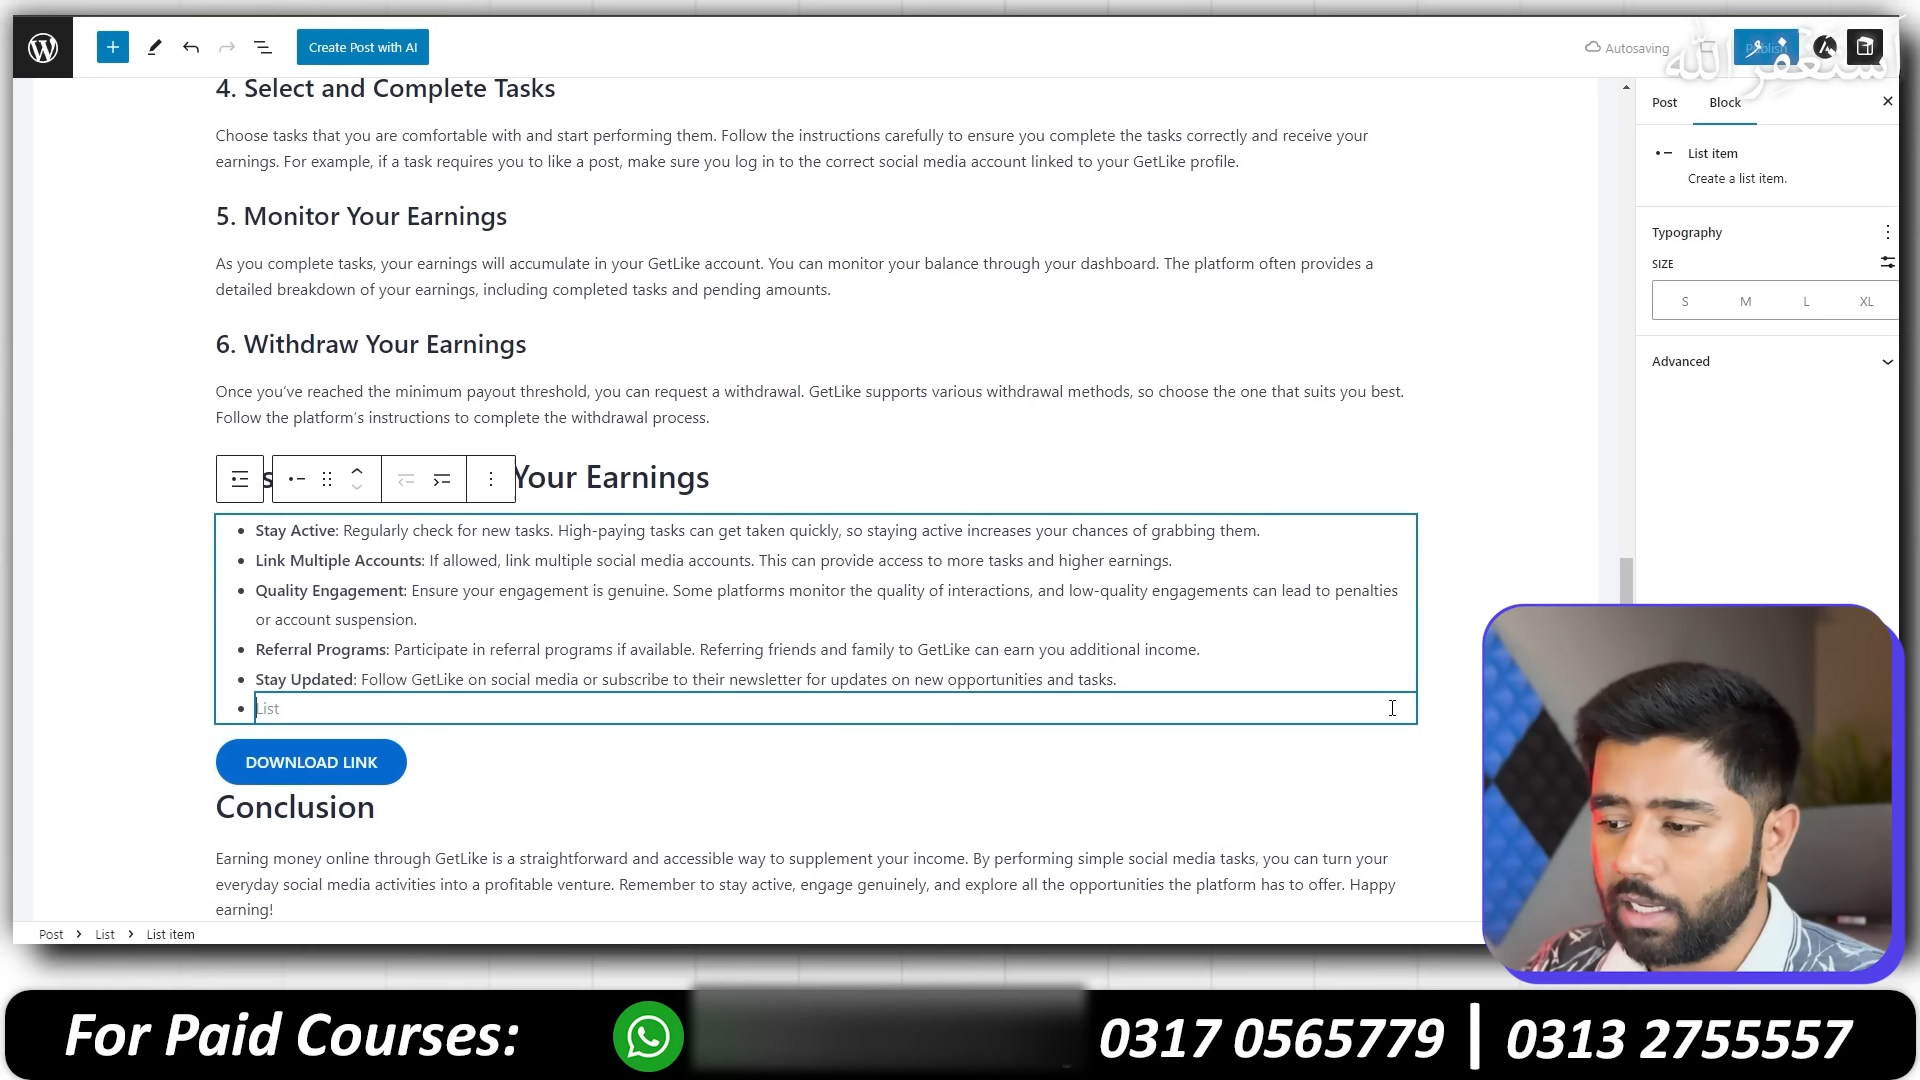 Create Post with AI
Autosaving
Publish
أستغفر الله
4. Select and Complete Tasks
Choose tasks that you are comfortable with and start performing them. Follow the instructions carefully to ensure you complete the tasks correctly and receive your
earnings. For example, if a task requires you to like a post, make sure you log in to the correct social media account linked to your GetLike profile.
5. Monitor Your Earnings
As you complete tasks, your earnings will accumulate in your GetLike account. You can monitor your balance through your dashboard. The platform often provides a
detailed breakdown of your earnings, including completed tasks and pending amounts.
6. Withdraw Your Earnings
Once you've reached the minimum payout threshold, you can request a withdrawal. GetLike supports various withdrawal methods, so choose the one that suits you best.
Follow the platform's instructions to complete the withdrawal process.
Your Earnings
• Stay Active: Regularly check for new tasks. High-paying tasks can get taken quickly, so staying active increases your chances of grabbing them.
• Link Multiple Accounts: If allowed, link multiple social media accounts. This can provide access to more tasks and higher earnings.
• Quality Engagement: Ensure your engagement is genuine. Some platforms monitor the quality of interactions, and low-quality engagements can lead to penalties
or account suspension.
• Referral Programs: Participate in referral programs if available. Referring friends and family to GetLike can earn you additional income.
• Stay Updated: Follow GetLike on social media or subscribe to their newsletter for updates on new opportunities and tasks.
• List
DOWNLOAD LINK
Conclusion
Earning money online through GetLike is a straightforward and accessible way to supplement your income. By performing simple social media tasks, you can turn your
everyday social media activities into a profitable venture. Remember to stay active, engage genuinely, and explore all the opportunities the platform has to offer. Happy
earning!
Post > List > List item
Post Block
List item
Create a list item.
Typography
SIZE
S M L XL
Advanced
For Paid Courses: 0317 0565779 | 0313 2755557